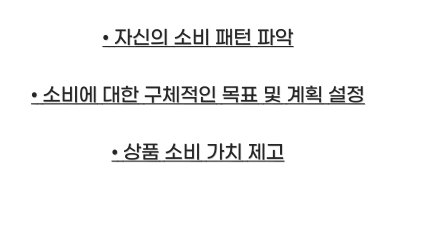 • 자신의 소비 패턴 파악
• 소비에 대한 구체적인 목표 및 계획 설정
• 상품 소비 가치 제고